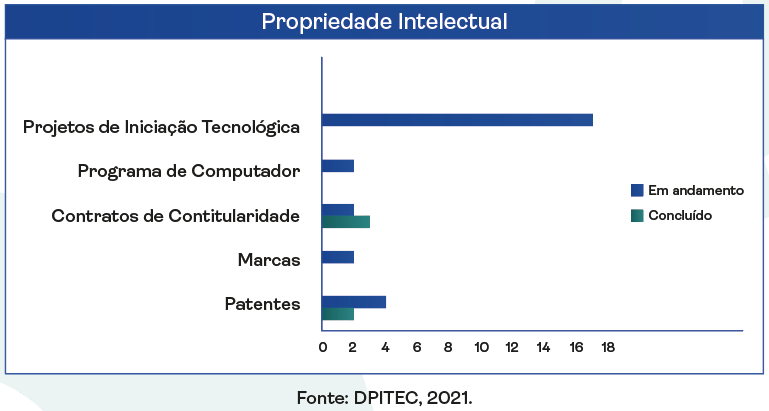 Propriedade Intelectual
Projetos de Iniciação Tecnológica
Programa de Computador
Contratos de Contitularidade
Marcas
Patentes
Em andamento
Concluído
0 2 4 6 8 10 12 14 16 18
Fonte: DPITEC, 2021.